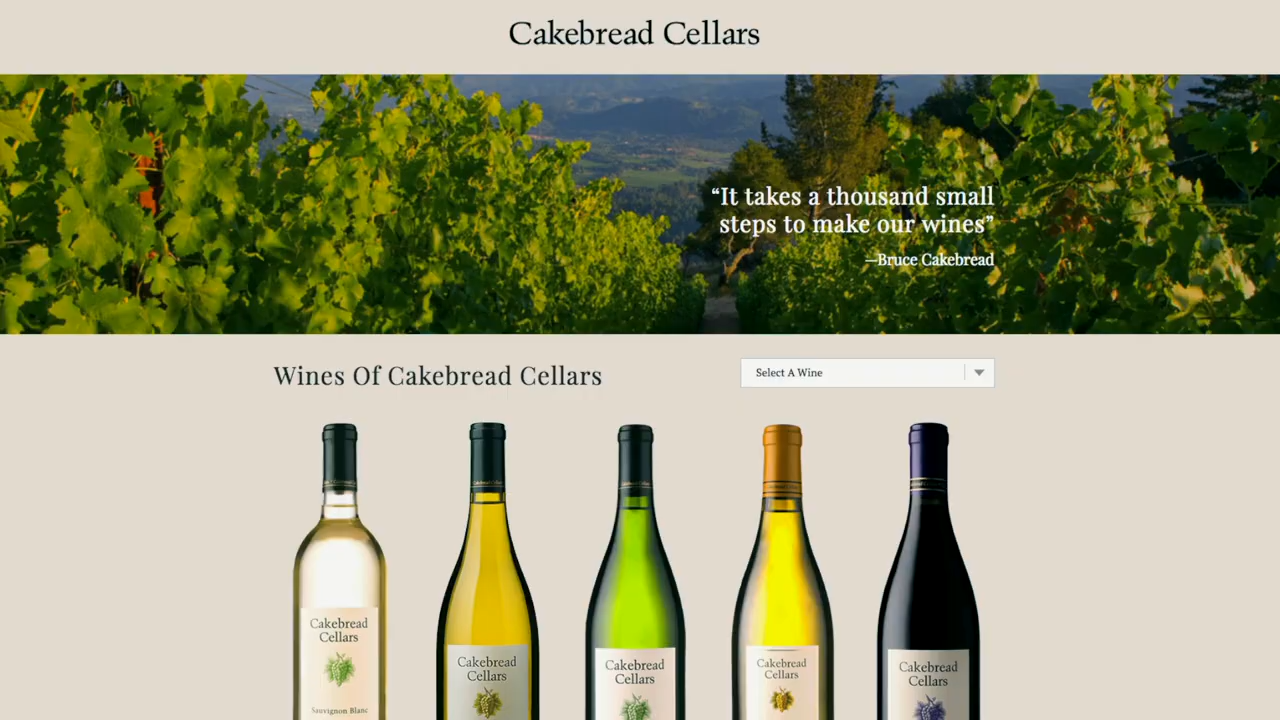 Cakebread Cellars
“It takes a thousand small
steps to make our wines”
—Bruce Cakebread
Wines Of Cakebread Cellars
Select A Wine
Cakebread
Cellars
Sauvignon Blanc
Cakebread
Cellars
Cakebread
Cellars
Cakebread
Cellars
Cakebread
Cellars